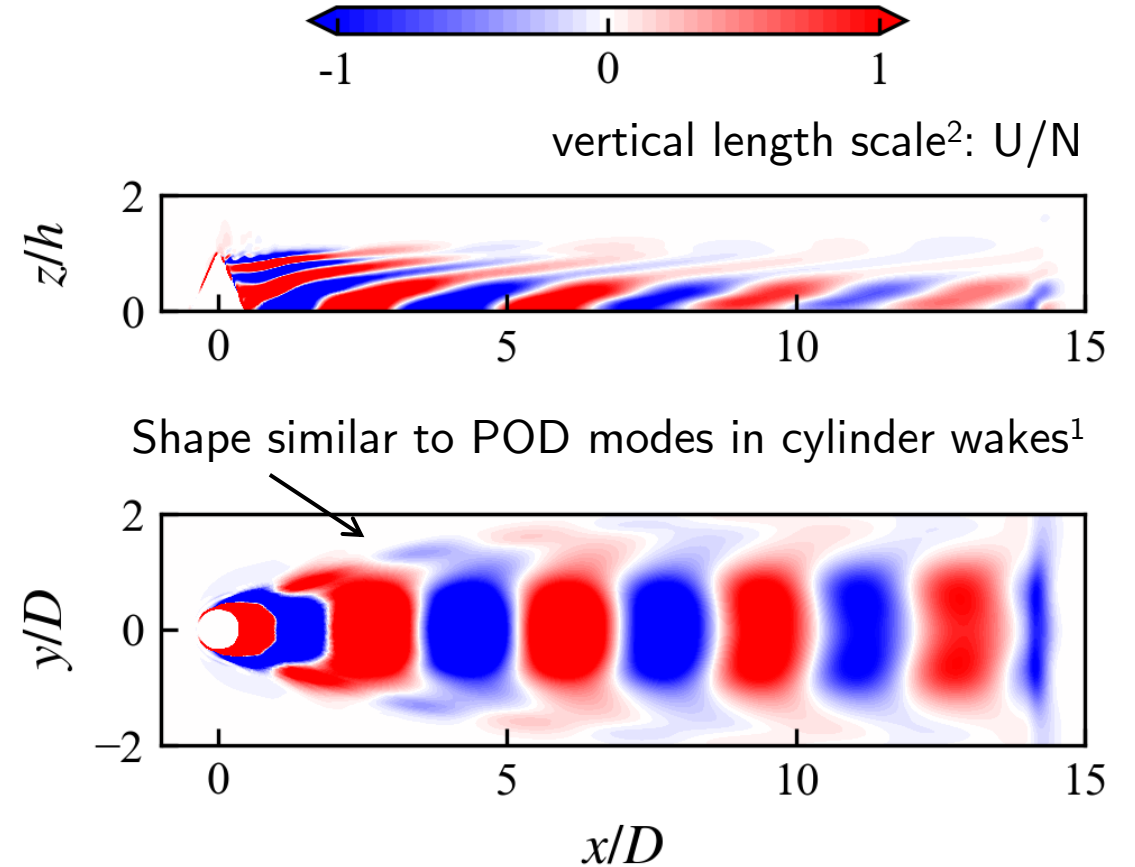 -1 0 1
vertical length scale²: U/N
2
z/h
0
0 5 10 15
Shape similar to POD modes in cylinder wakes¹
2
y/D
0
−2
0 5 10 15
x/D